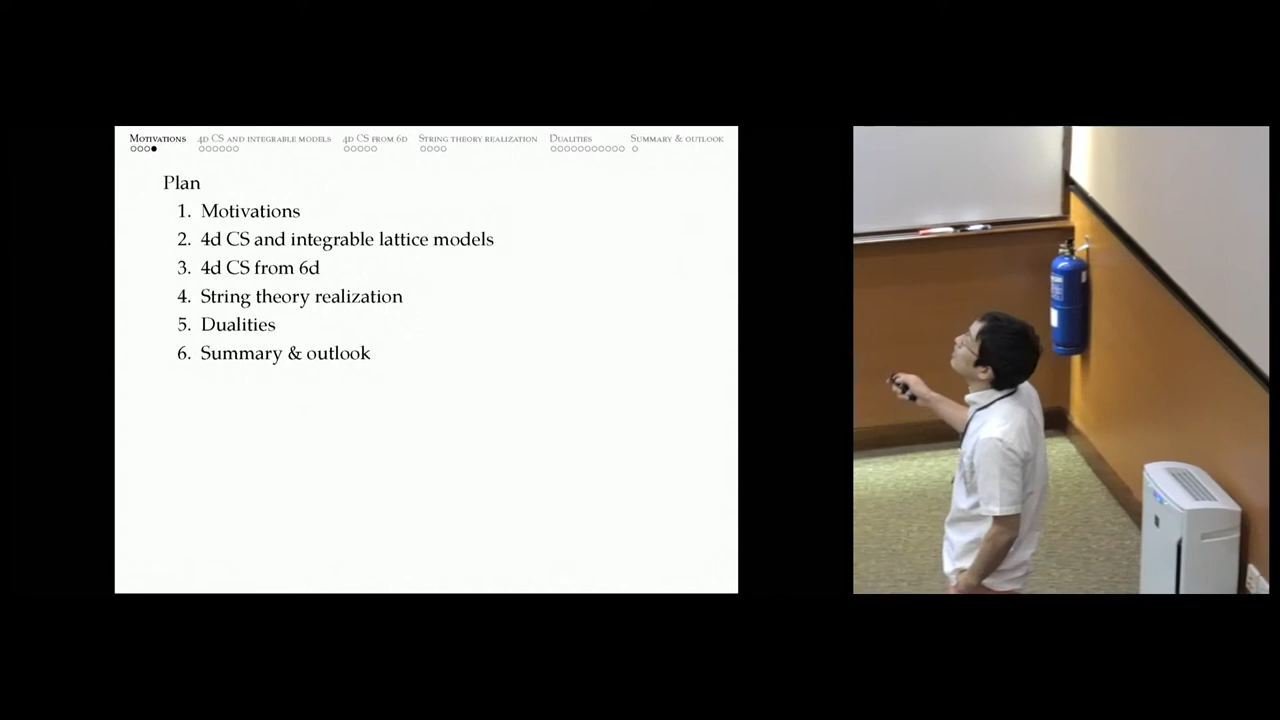 MOTIVATIONS 4D CS AND INTEGRABLE MODELS 4D CS FROM 6D STRING THEORY REALIZATION DUALITIES SUMMARY & OUTLOOK
Plan
1. Motivations
2. 4d CS and integrable lattice models
3. 4d CS from 6d
4. String theory realization
5. Dualities
6. Summary & outlook